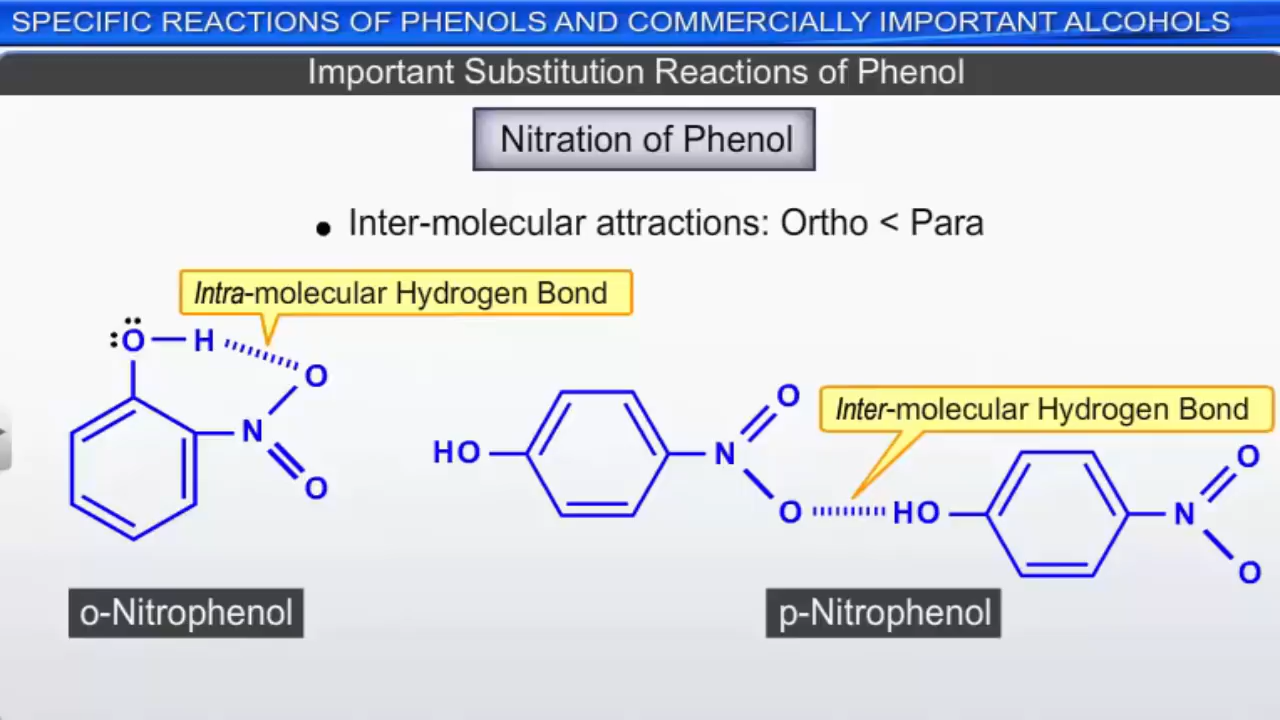 SPECIFIC REACTIONS OF PHENOLS AND COMMERCIALLY IMPORTANT ALCOHOLS
Important Substitution Reactions of Phenol
Nitration of Phenol
• Inter-molecular attractions: Ortho < Para
Intra-molecular Hydrogen Bond
O H
O
N
O
HO
N
O
O
Inter-molecular Hydrogen Bond
HO
N
O
O
o-Nitrophenol
p-Nitrophenol